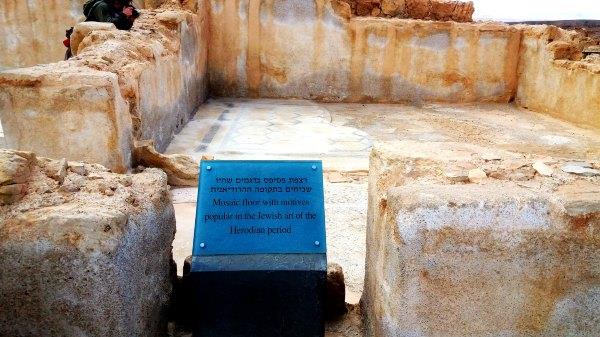 רצפת פסיפס בדגמים שהיו
שכיחים בתקופה ההרודיאנית
Mosaic floor with motives
popular in the Jewish art of the
Herodian period